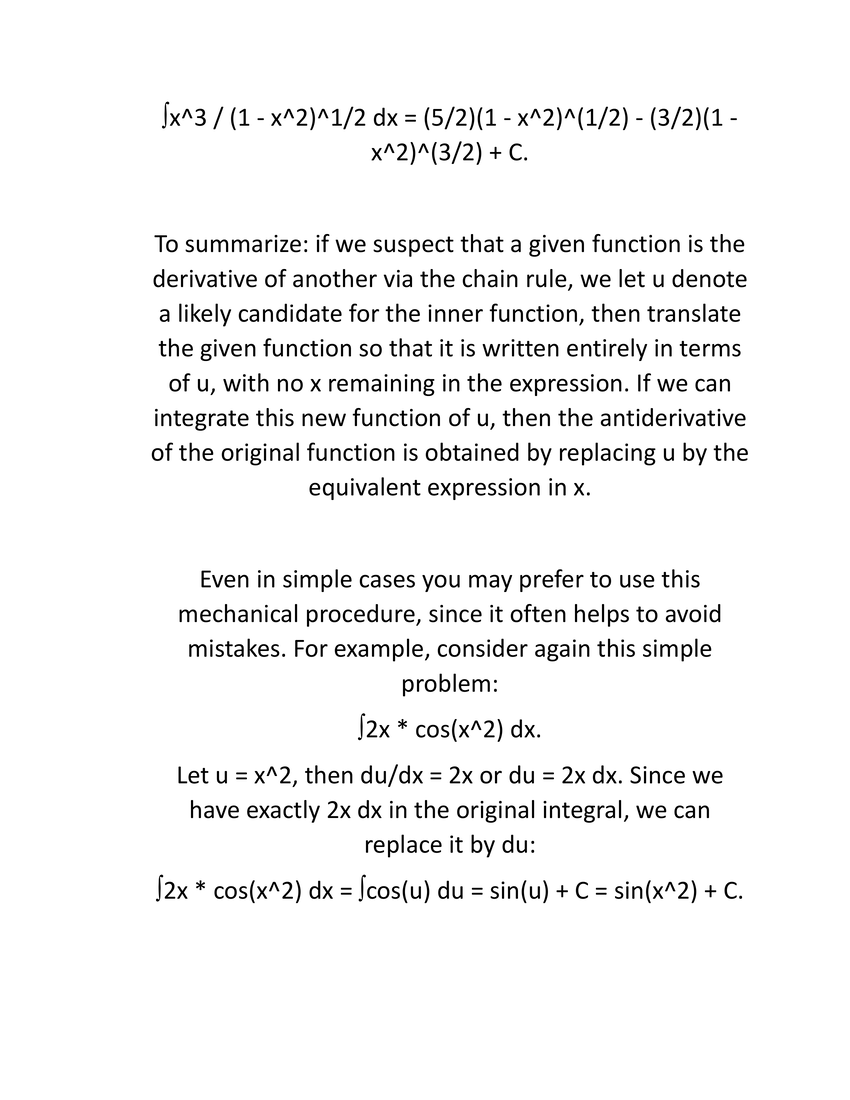 ∫x^3 / (1 - x^2)^1/2 dx = (5/2)(1 - x^2)^(1/2) - (3/2)(1 -
x^2)^(3/2) + C.
To summarize: if we suspect that a given function is the
derivative of another via the chain rule, we let u denote
a likely candidate for the inner function, then translate
the given function so that it is written entirely in terms
of u, with no x remaining in the expression. If we can
integrate this new function of u, then the antiderivative
of the original function is obtained by replacing u by the
equivalent expression in x.
Even in simple cases you may prefer to use this
mechanical procedure, since it often helps to avoid
mistakes. For example, consider again this simple
problem:
∫2x * cos(x^2) dx.
Let u = x^2, then du/dx = 2x or du = 2x dx. Since we
have exactly 2x dx in the original integral, we can
replace it by du:
∫2x * cos(x^2) dx = ∫cos(u) du = sin(u) + C = sin(x^2) + C.